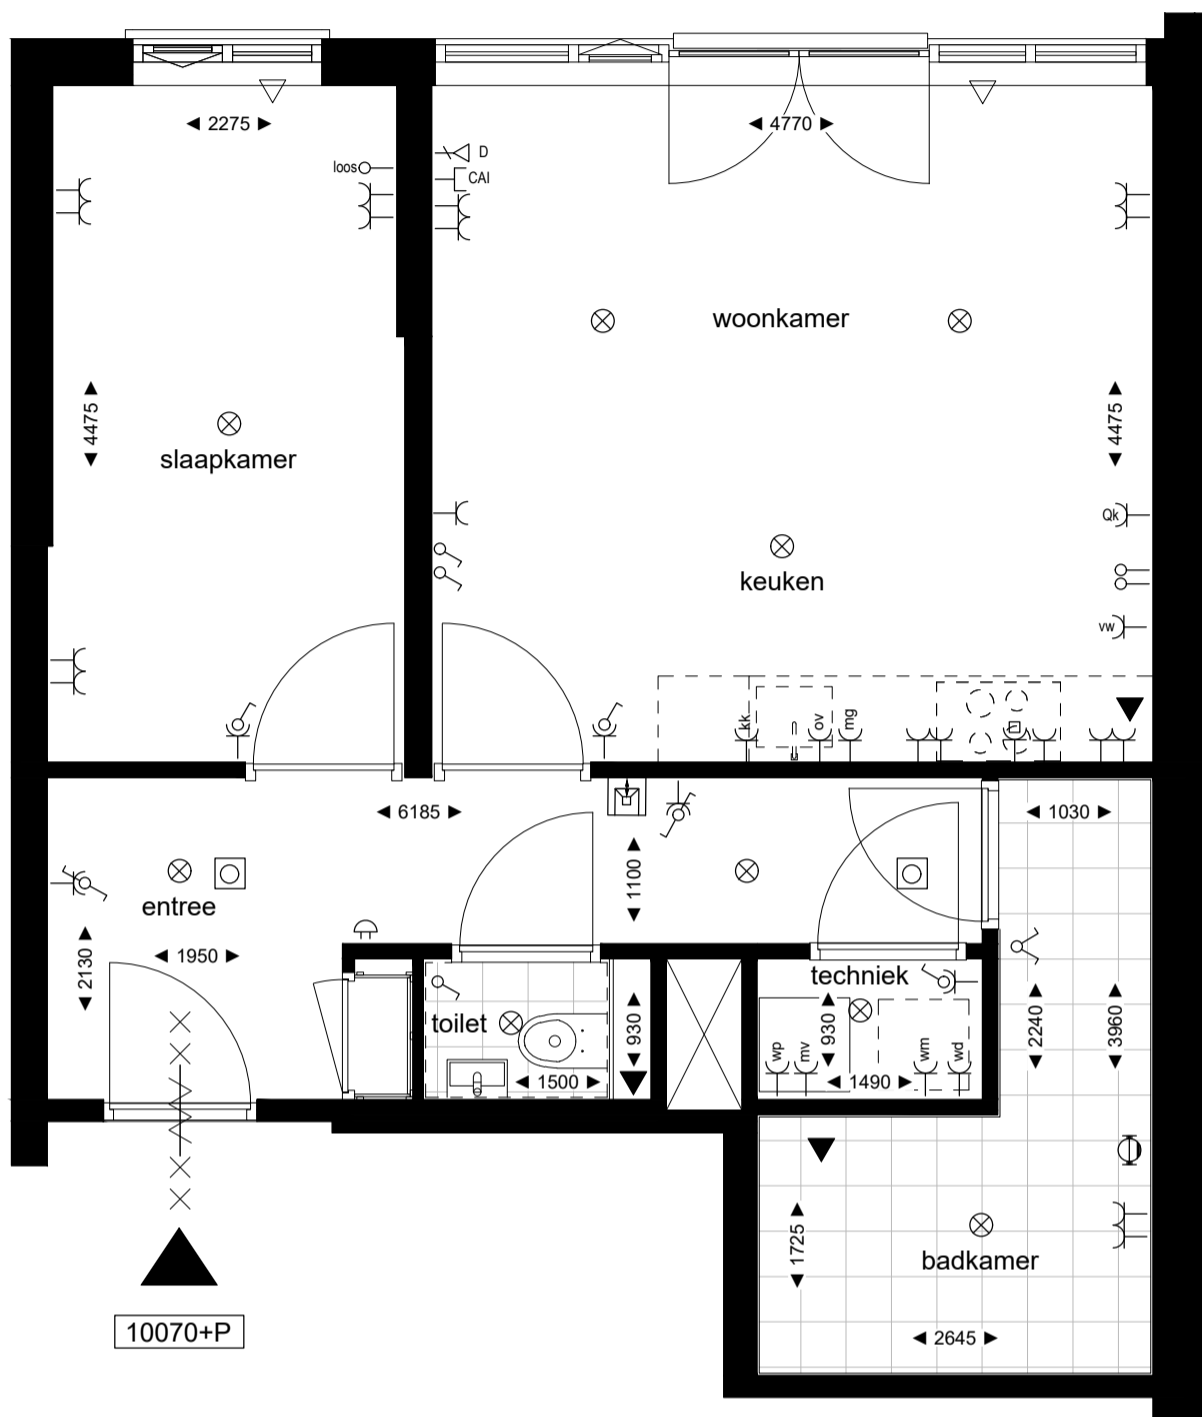 2275
4770
D
loos
CAI
woonkamer
4475
4475
slaapkamer
Qk
keuken
vw
kk
ov
mg
6185
1030
1100
entree
2130
1950
techniek
toilet
930
930
2240
3960
wp
mv
wm
wd
1500
1490
1725
badkamer
10070+P
2645